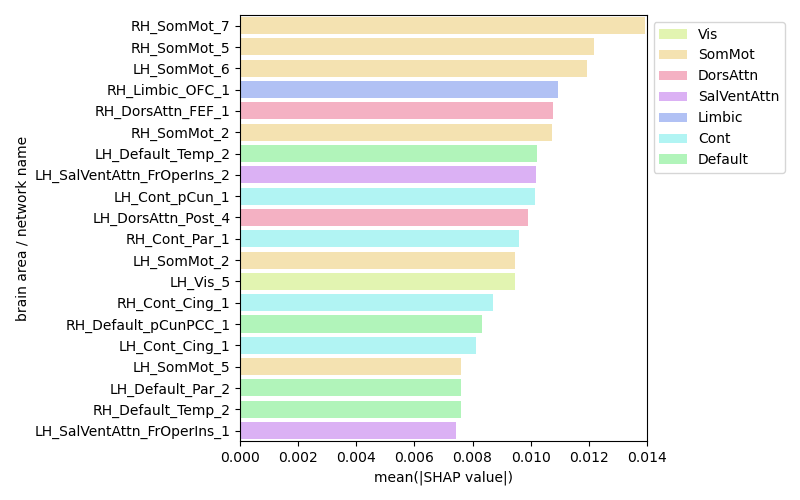 RH_SomMot_7
RH_SomMot_5
LH_SomMot_6
RH_Limbic_OFC_1
RH_DorsAttn_FEF_1
RH_SomMot_2
LH_Default_Temp_2
LH_SalVentAttn_FrOperIns_2
LH_Cont_pCun_1
LH_DorsAttn_Post_4
RH_Cont_Par_1
LH_SomMot_2
LH_Vis_5
RH_Cont_Cing_1
RH_Default_pCunPCC_1
LH_Cont_Cing_1
LH_SomMot_5
LH_Default_Par_2
RH_Default_Temp_2
LH_SalVentAttn_FrOperIns_1
brain area / network name
0.000 0.002 0.004 0.006 0.008 0.010 0.012 0.014
mean(|SHAP value|)
Vis
SomMot
DorsAttn
SalVentAttn
Limbic
Cont
Default